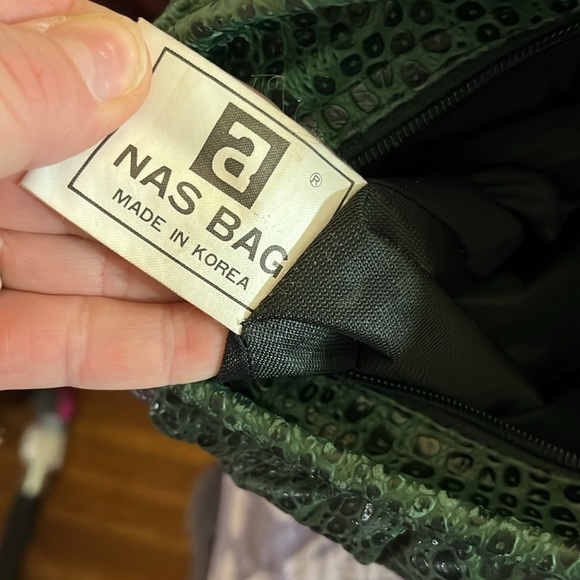 a
®
NAS BAG
MADE IN KOREA